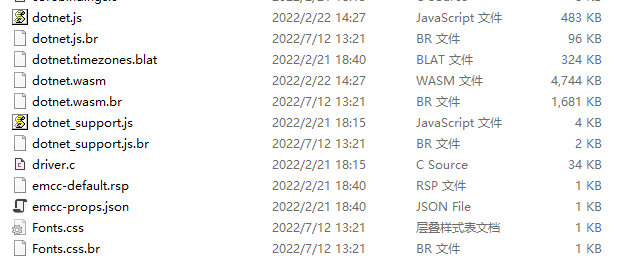 dotnet.js 2022/2/22 14:27 JavaScript 文件 483 KB
dotnet.js.br 2022/7/12 13:21 BR 文件 96 KB
dotnet.timezones.blat 2022/2/21 18:40 BLAT 文件 324 KB
dotnet.wasm 2022/2/22 14:27 WASM 文件 4,744 KB
dotnet.wasm.br 2022/7/12 13:21 BR 文件 1,681 KB
dotnet_support.js 2022/2/21 18:15 JavaScript 文件 4 KB
dotnet_support.js.br 2022/7/12 13:21 BR 文件 2 KB
driver.c 2022/2/21 18:15 C Source 34 KB
emcc-default.rsp 2022/2/21 18:40 RSP 文件 1 KB
emcc-props.json 2022/2/21 18:40 JSON File 1 KB
Fonts.css 2022/7/12 13:21 层叠样式表文档 1 KB
Fonts.css.br 2022/7/12 13:21 BR 文件 1 KB